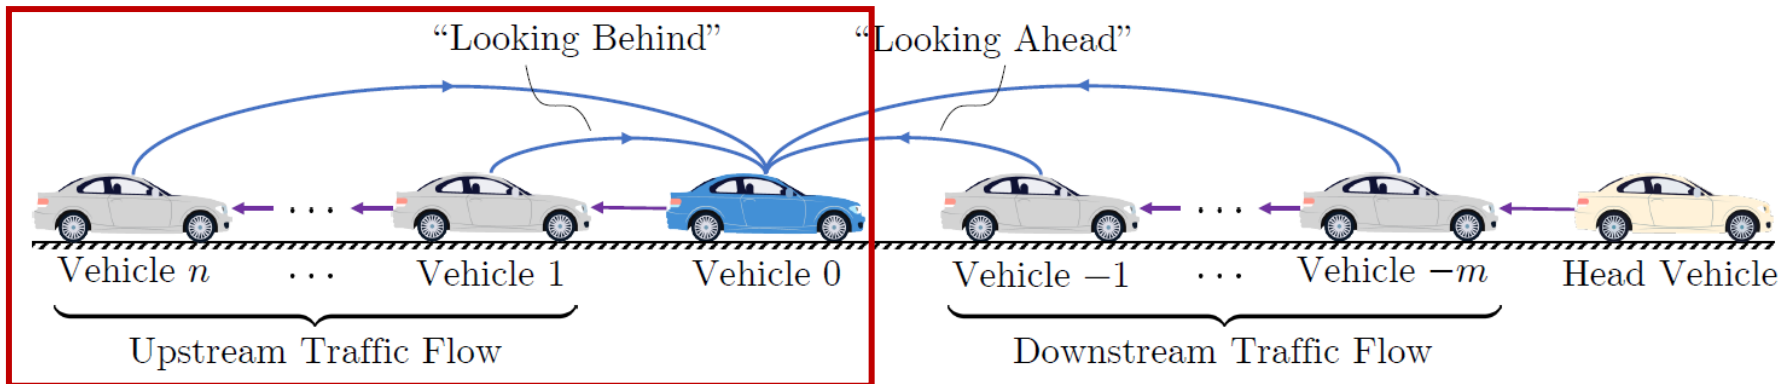 “Looking Behind”
“Looking Ahead”
. . .
. . .
Vehicle n
. . .
Vehicle 1
Vehicle 0
Vehicle −1
. . .
Vehicle −m
Head Vehicle
Upstream Traffic Flow
Downstream Traffic Flow